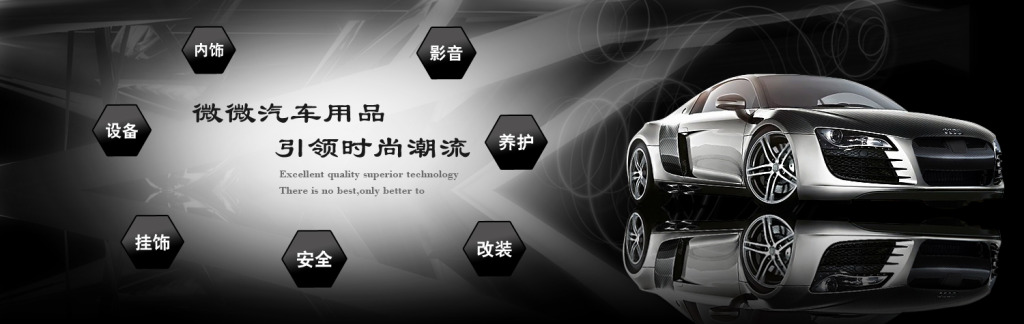 内饰
影音
微微汽车用品
设备
引领时尚潮流
养护
Excellent quality superior technology
There is no best,only better to
挂饰
安全
改装